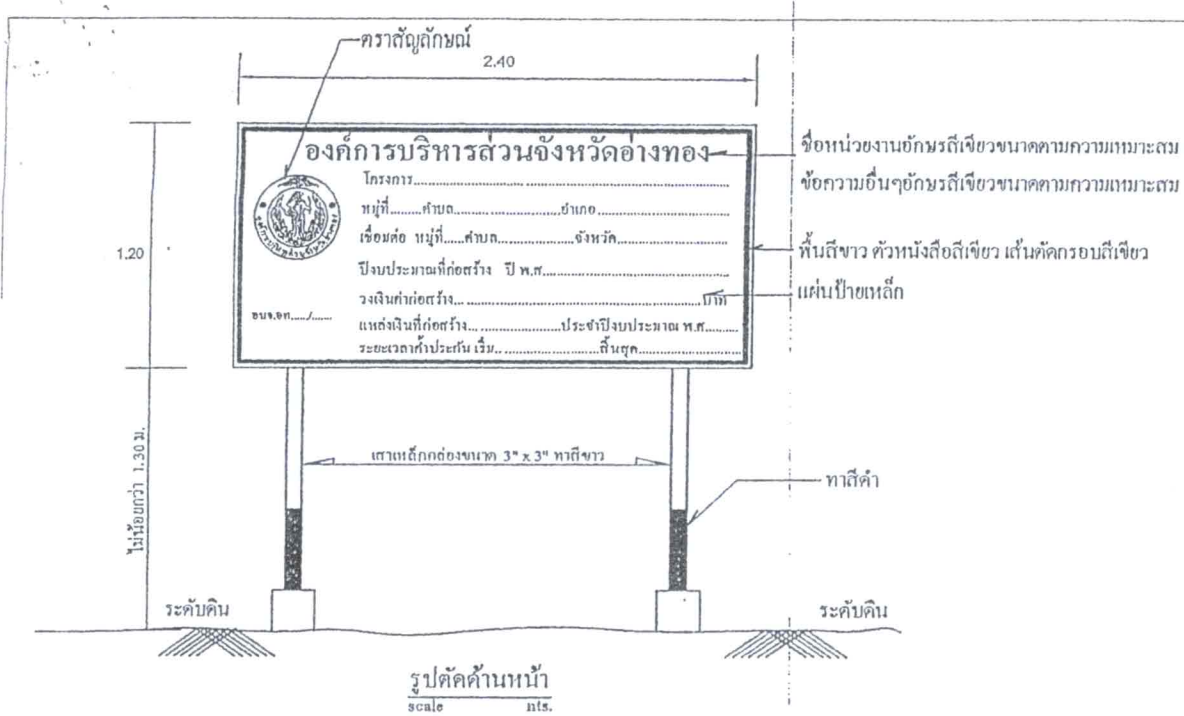 ตราสัญลักษณ์
2.40
องค์การบริหารส่วนจังหวัดอ่างทอง
ชื่อหน่วยงานอักษรสีเขียวขนาดตามความเหมาะสม
ข้อความอื่นๆอักษรสีเขียวขนาดตามความเหมาะสม
โครงการ................................................
หมู่ที่........ตำบล............................อำเภอ................................
เชื่อมต่อ หมู่ที่.....ตำบล....................จังหวัด............................
1.20
พื้นสีขาว ตัวหนังสือสีเขียว เส้นตัดกรอบสีเขียว
ปีงบประมาณที่ก่อสร้าง ปี พ.ศ................................................
แผ่นป้ายเหล็ก
วงเงินค่าก่อสร้าง................................................บาท
อบจ.อท...../......
แหล่งเงินที่ก่อสร้าง........................ประจำปีงบประมาณ พ.ศ.........
ระยะเวลาค้ำประกัน เริ่ม........................สิ้นสุด........................
เสาเหล็กกล่องขนาด 3" x 3" ทาสีขาว
ไม่น้อยกว่า 1.30 ม.
ทาสีดำ
ระดับดิน
ระดับดิน
รูปตัดด้านหน้า
scale nts.